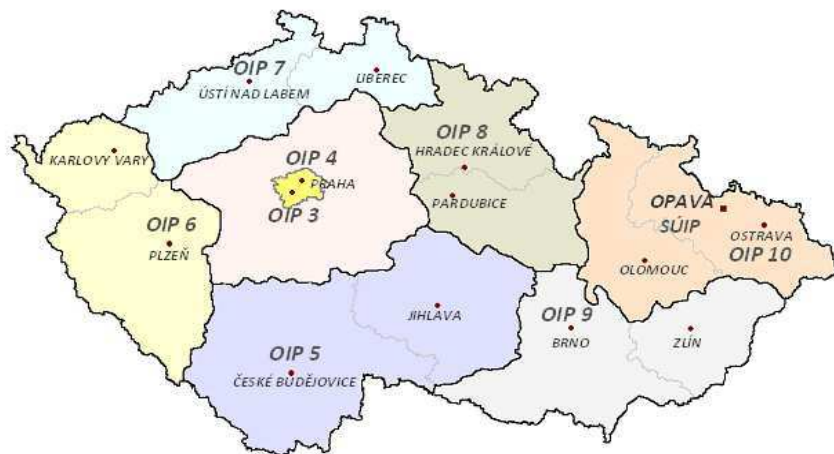 OIP 7
ÚSTÍ NAD LABEM
LIBEREC
KARLOVY VARY
OIP 8
HRADEC KRÁLOVÉ
PARDUBICE
OIP 4
PRAHA
OIP 3
OIP 6
PLZEŇ
OPAVA
SÚIP
OSTRAVA
OIP 10
OLOMOUC
JIHLAVA
OIP 9
BRNO
ZLÍN
OIP 5
ČESKÉ BUDĚJOVICE